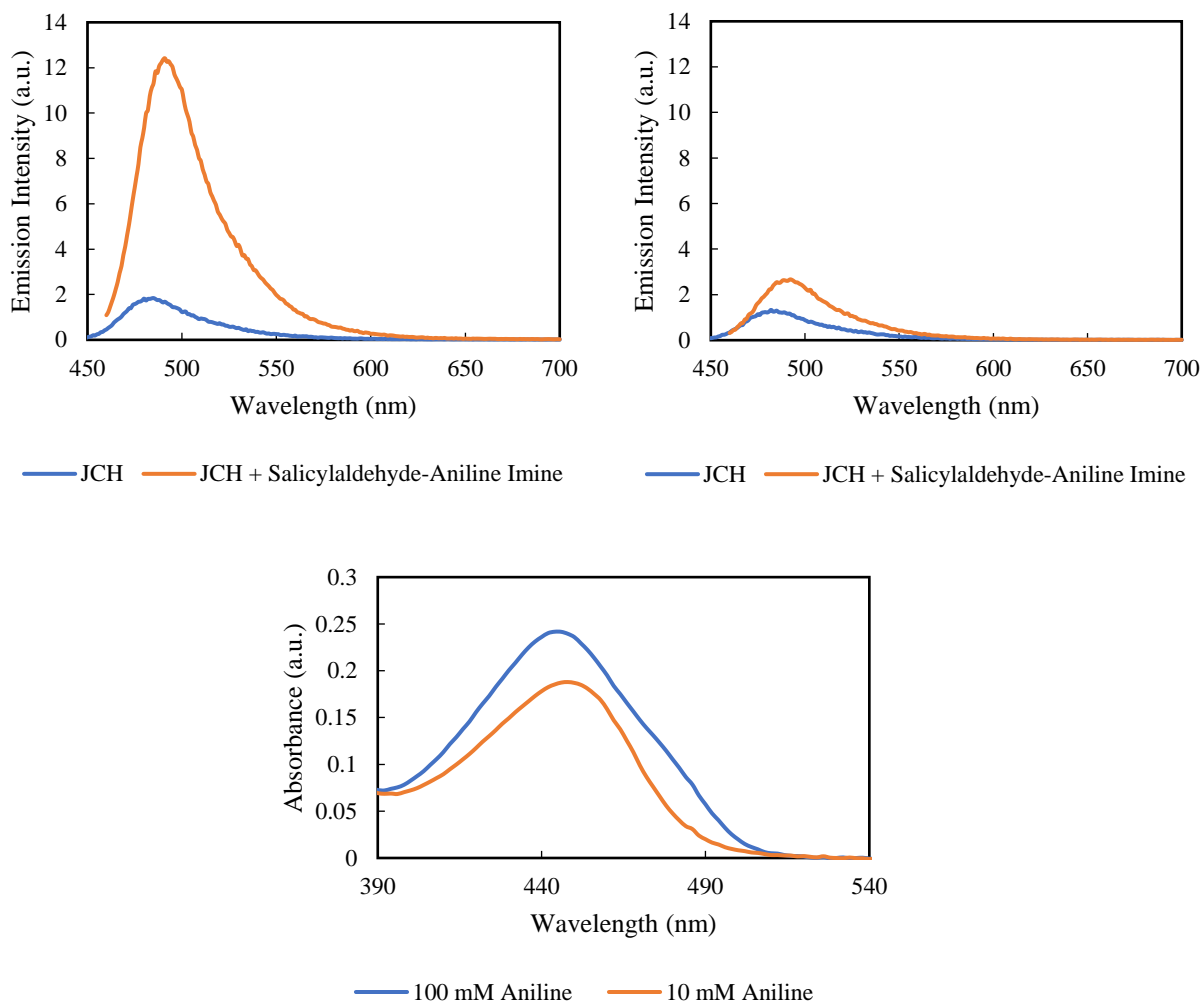 14
12
10
8
6
4
2
0
450 500 550 600 650 700
Emission Intensity (a.u.)
Wavelength (nm)
JCH JCH + Salicylaldehyde-Aniline Imine
14
12
10
8
6
4
2
0
450 500 550 600 650 700
Emission Intensity (a.u.)
Wavelength (nm)
JCH JCH + Salicylaldehyde-Aniline Imine
0.3
0.25
0.2
0.15
0.1
0.05
0
390 440 490 540
Absorbance (a.u.)
Wavelength (nm)
100 mM Aniline 10 mM Aniline